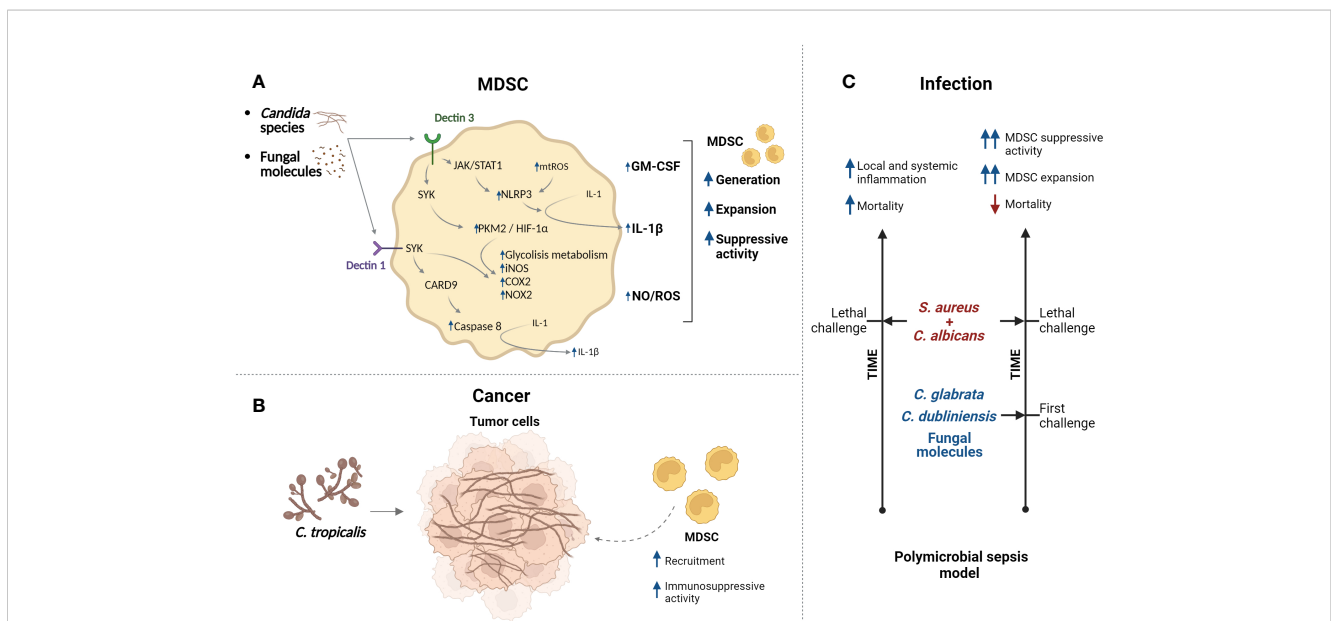 A
MDSC
• Candida
species
• Fungal
molecules
Dectin 3
JAK/STAT1
mtROS
SYK
NLRP3
IL-1
PKM2 / HIF-1α
Dectin 1
SYK
Glycolisis metabolism
iNOS
COX2
NOX2
CARD9
Caspase 8
IL-1
IL-1β
GM-CSF
IL-1β
NO/ROS
MDSC
Generation
Expansion
Suppressive
activity
B
Cancer
Tumor cells
C. tropicalis
MDSC
Recruitment
Immunosuppressive
activity
C
Infection
Local and systemic
inflammation
Mortality
MDSC suppressive
activity
MDSC expansion
Mortality
Lethal
challenge
S. aureus
+
C. albicans
Lethal
challenge
TIME
TIME
C. glabrata
C. dubliniensis
Fungal
molecules
First
challenge
Polymicrobial sepsis
model